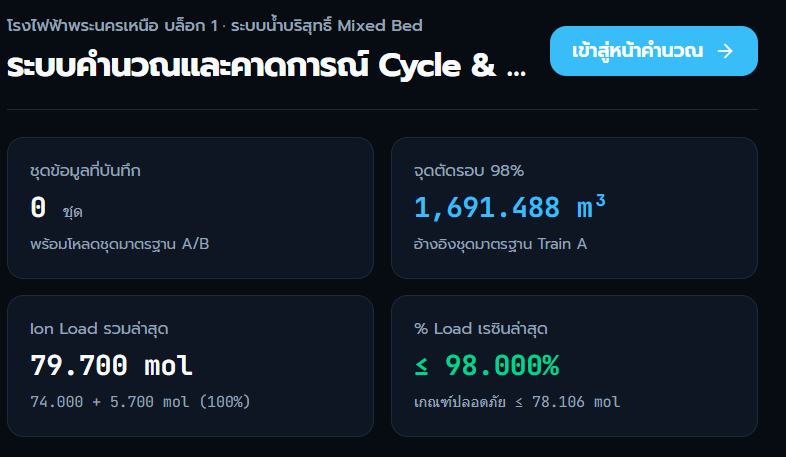 โรงไฟฟ้าพระนครเหนือ บล็อก 1 · ระบบน้ำบริสุทธิ์ Mixed Bed
ระบบคำนวณและคาดการณ์ Cycle & ...
เข้าสู่หน้าคำนวณ →
ชุดข้อมูลที่บันทึก
0 ชุด
พร้อมโหลดชุดมาตรฐาน A/B
จุดตัดรอบ 98%
1,691.488 m³
อ้างอิงชุดมาตรฐาน Train A
Ion Load รวมล่าสุด
79.700 mol
74.000 + 5.700 mol (100%)
% Load เรซินล่าสุด
≤ 98.000%
เกณฑ์ปลอดภัย ≤ 78.106 mol